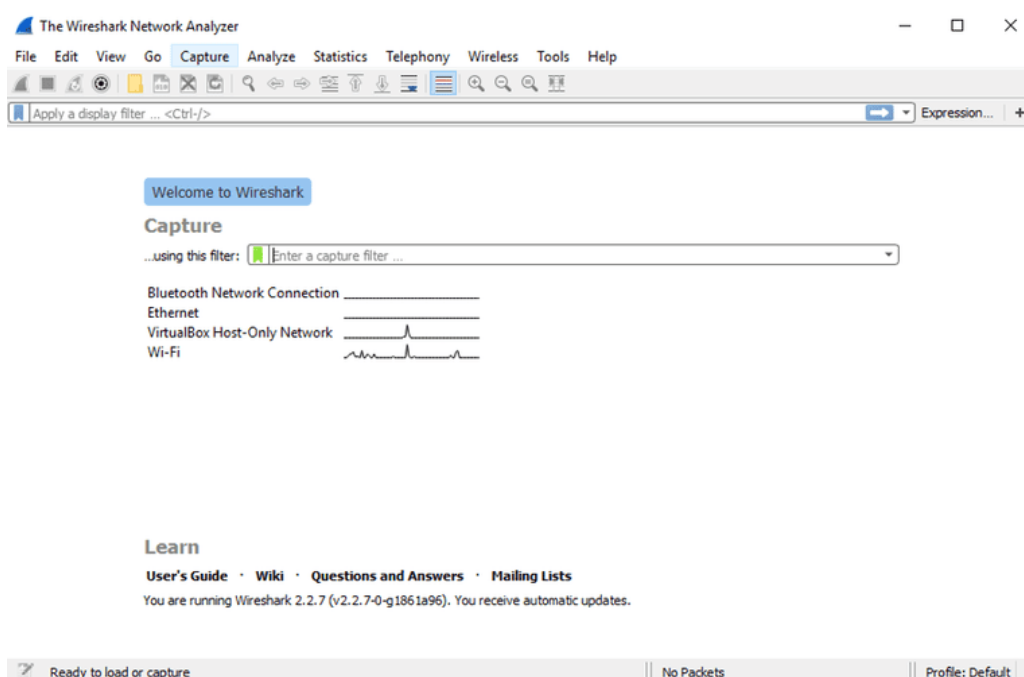 The Wireshark Network Analyzer
File Edit View Go Capture Analyze Statistics Telephony Wireless Tools Help
Apply a display filter ... <Ctrl-/> Expression... +
Welcome to Wireshark
Capture
...using this filter: Enter a capture filter ...
Bluetooth Network Connection
Ethernet
VirtualBox Host-Only Network
Wi-Fi
Learn
User's Guide · Wiki · Questions and Answers · Mailing Lists
You are running Wireshark 2.2.7 (v2.2.7-0-g1861a96). You receive automatic updates.
Ready to load or capture No Packets Profile: Default